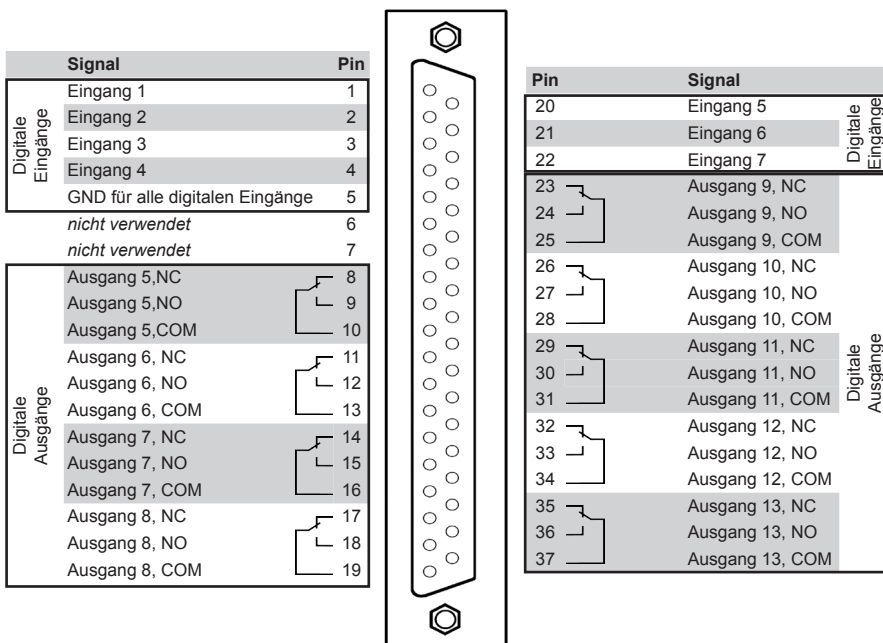 Signal Pin
Digitale Eingänge
Eingang 1 1
Eingang 2 2
Eingang 3 3
Eingang 4 4
GND für alle digitalen Eingänge 5
nicht verwendet 6
nicht verwendet 7
Digitale Ausgänge
Ausgang 5,NC 8
Ausgang 5,NO 9
Ausgang 5,COM 10
Ausgang 6, NC 11
Ausgang 6, NO 12
Ausgang 6, COM 13
Ausgang 7, NC 14
Ausgang 7, NO 15
Ausgang 7, COM 16
Ausgang 8, NC 17
Ausgang 8, NO 18
Ausgang 8, COM 19
Pin Signal
20 Eingang 5
21 Eingang 6
22 Eingang 7
Digitale Eingänge
23 Ausgang 9, NC
24 Ausgang 9, NO
25 Ausgang 9, COM
26 Ausgang 10, NC
27 Ausgang 10, NO
28 Ausgang 10, COM
29 Ausgang 11, NC
30 Ausgang 11, NO
31 Ausgang 11, COM
32 Ausgang 12, NC
33 Ausgang 12, NO
34 Ausgang 12, COM
35 Ausgang 13, NC
36 Ausgang 13, NO
37 Ausgang 13, COM
Digitale Ausgänge